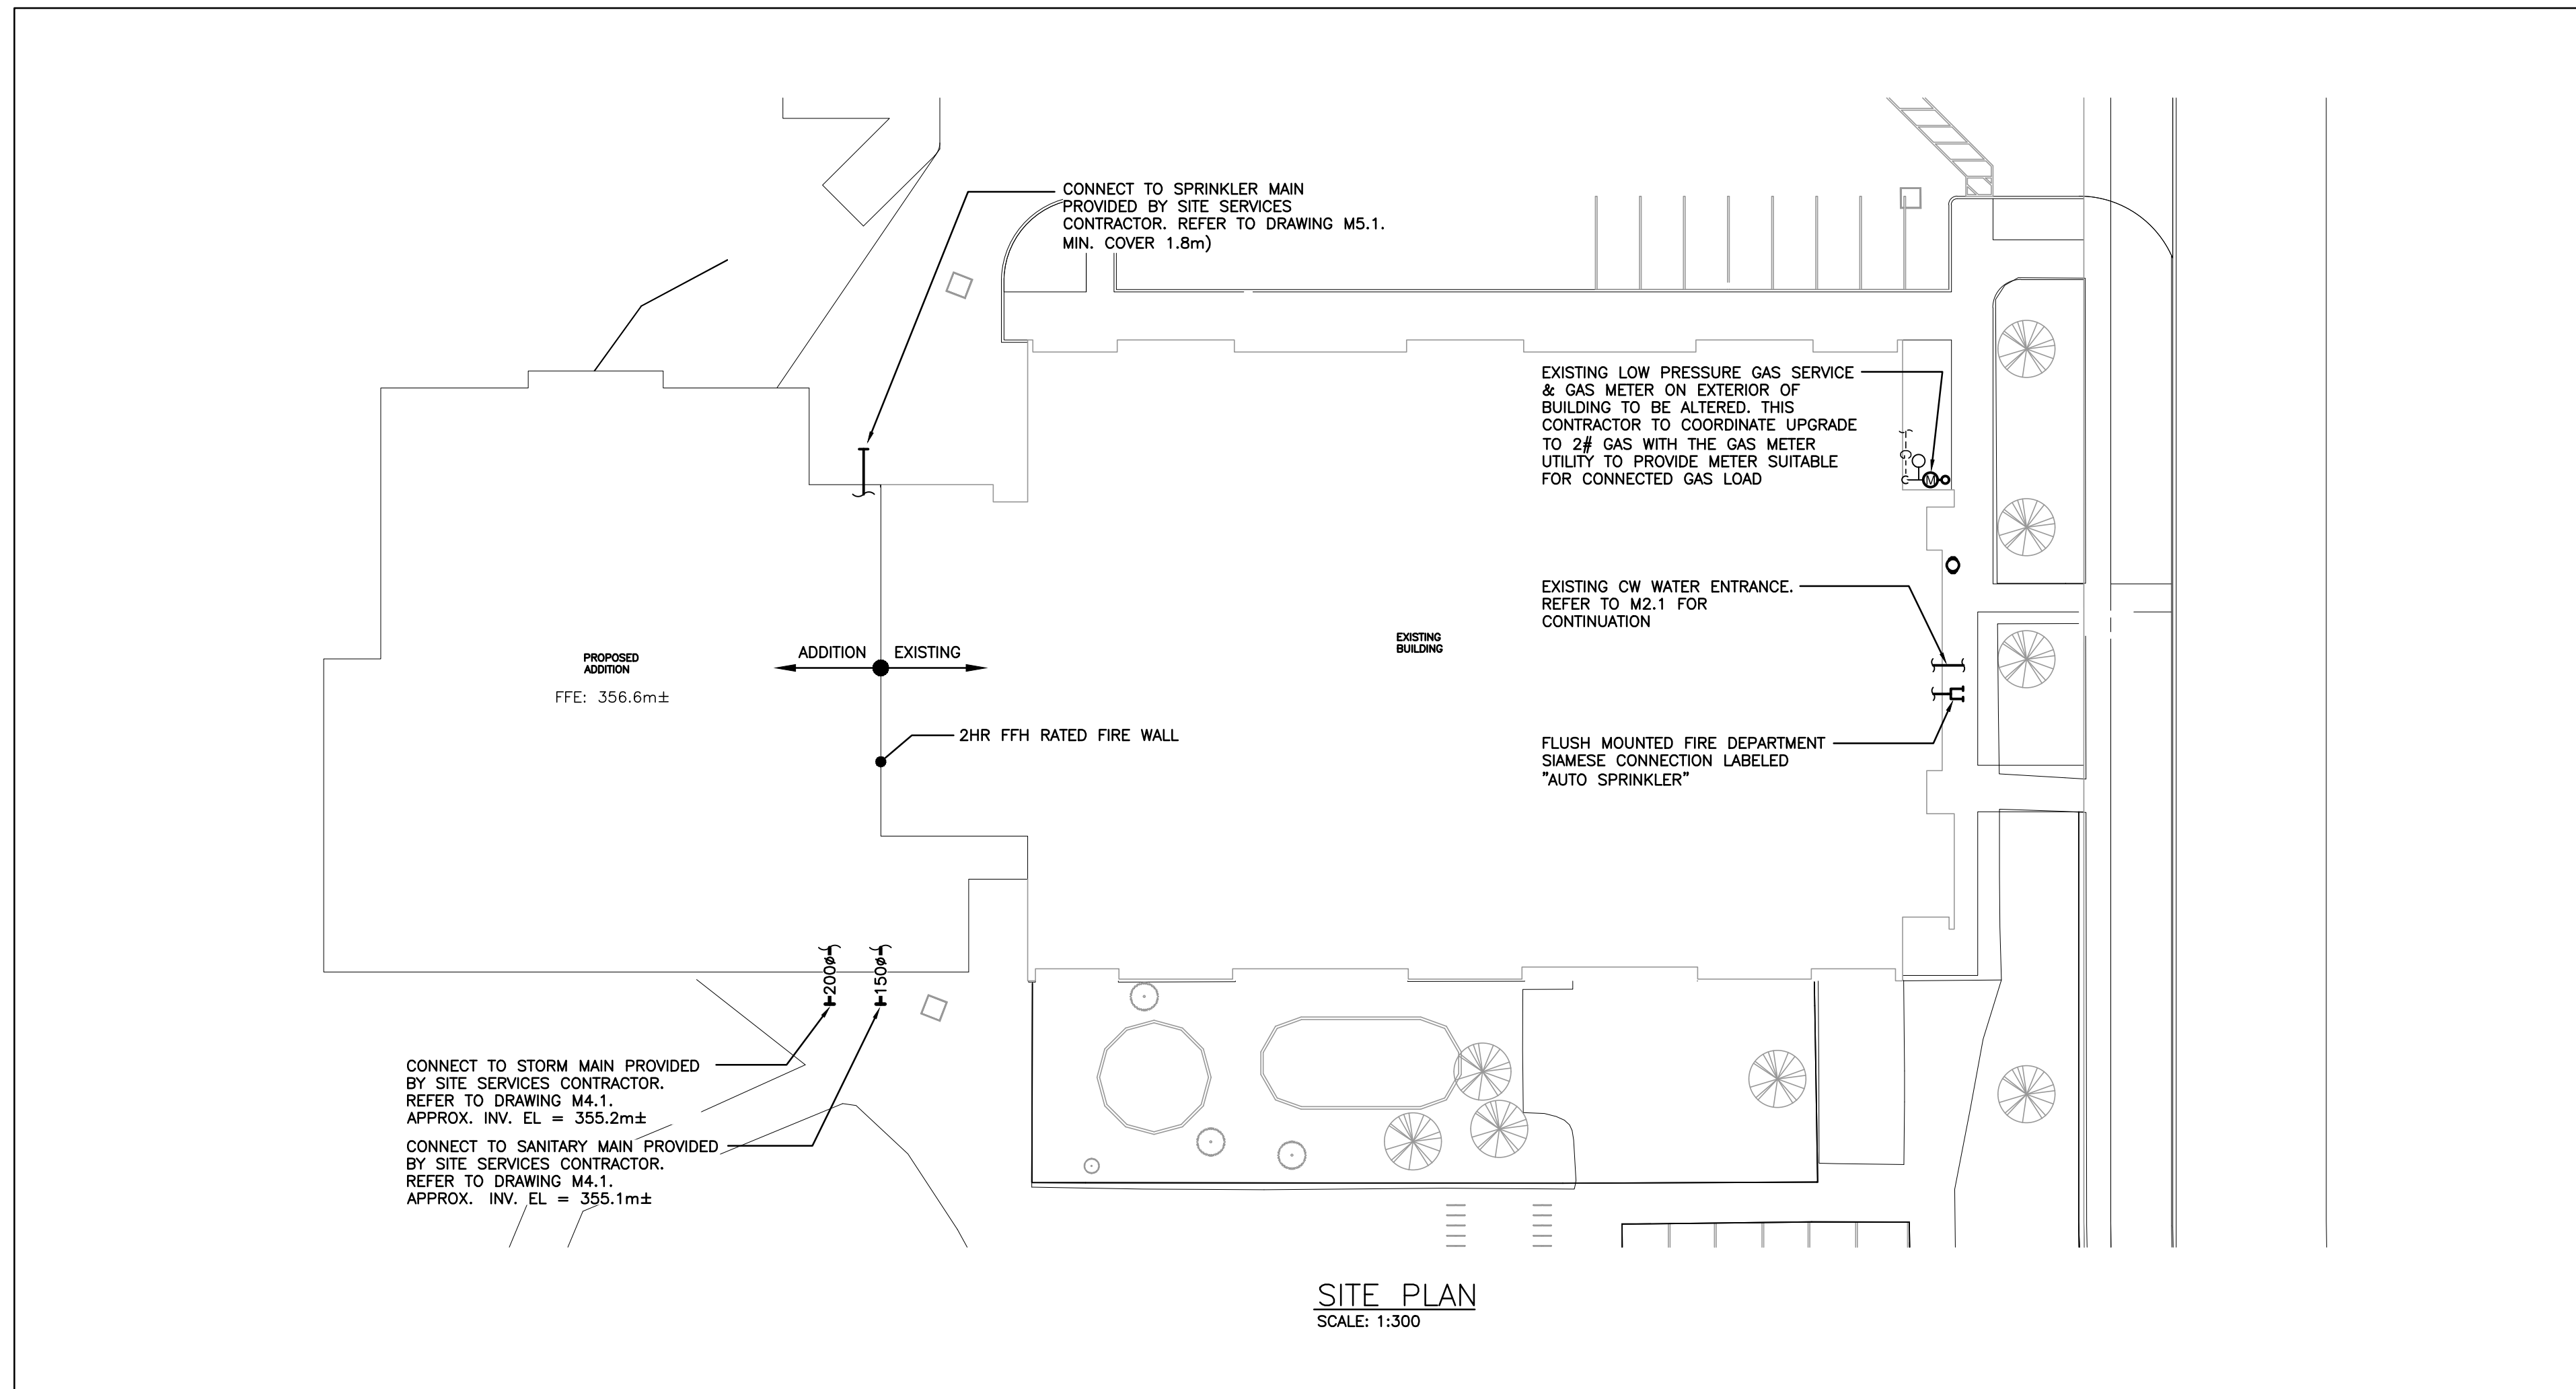 CONNECT TO SPRINKLER MAIN
PROVIDED BY SITE SERVICES
CONTRACTOR. REFER TO DRAWING M5.1.
MIN. COVER 1.8m)
EXISTING LOW PRESSURE GAS SERVICE
& GAS METER ON EXTERIOR OF
BUILDING TO BE ALTERED. THIS
CONTRACTOR TO COORDINATE UPGRADE
TO 2# GAS WITH THE GAS METER
UTILITY TO PROVIDE METER SUITABLE
FOR CONNECTED GAS LOAD
G
M
EXISTING CW WATER ENTRANCE.
REFER TO M2.1 FOR
CONTINUATION
EXISTING
BUILDING
ADDITION
EXISTING
PROPOSED
ADDITION
FFE: 356.6m±
2HR FFH RATED FIRE WALL
FLUSH MOUNTED FIRE DEPARTMENT
SIAMESE CONNECTION LABELED
"AUTO SPRINKLER"
200ø
150ø
CONNECT TO STORM MAIN PROVIDED
BY SITE SERVICES CONTRACTOR.
REFER TO DRAWING M4.1.
APPROX. INV. EL = 355.2m±
CONNECT TO SANITARY MAIN PROVIDED
BY SITE SERVICES CONTRACTOR.
REFER TO DRAWING M4.1.
APPROX. INV. EL = 355.1m±
SITE PLAN
SCALE: 1:300